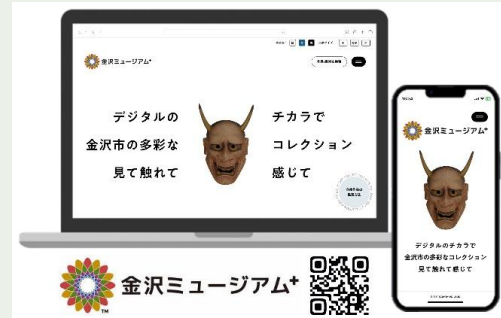 金沢ミュージアム+
デジタルの
金沢市の多彩な
見て触れて
チカラで
コレクション
感じて
金沢ミュージアム+
デジタルのチカラで
金沢市の多彩なコレクション
見て触れて感じて
金沢ミュージアム+
TM